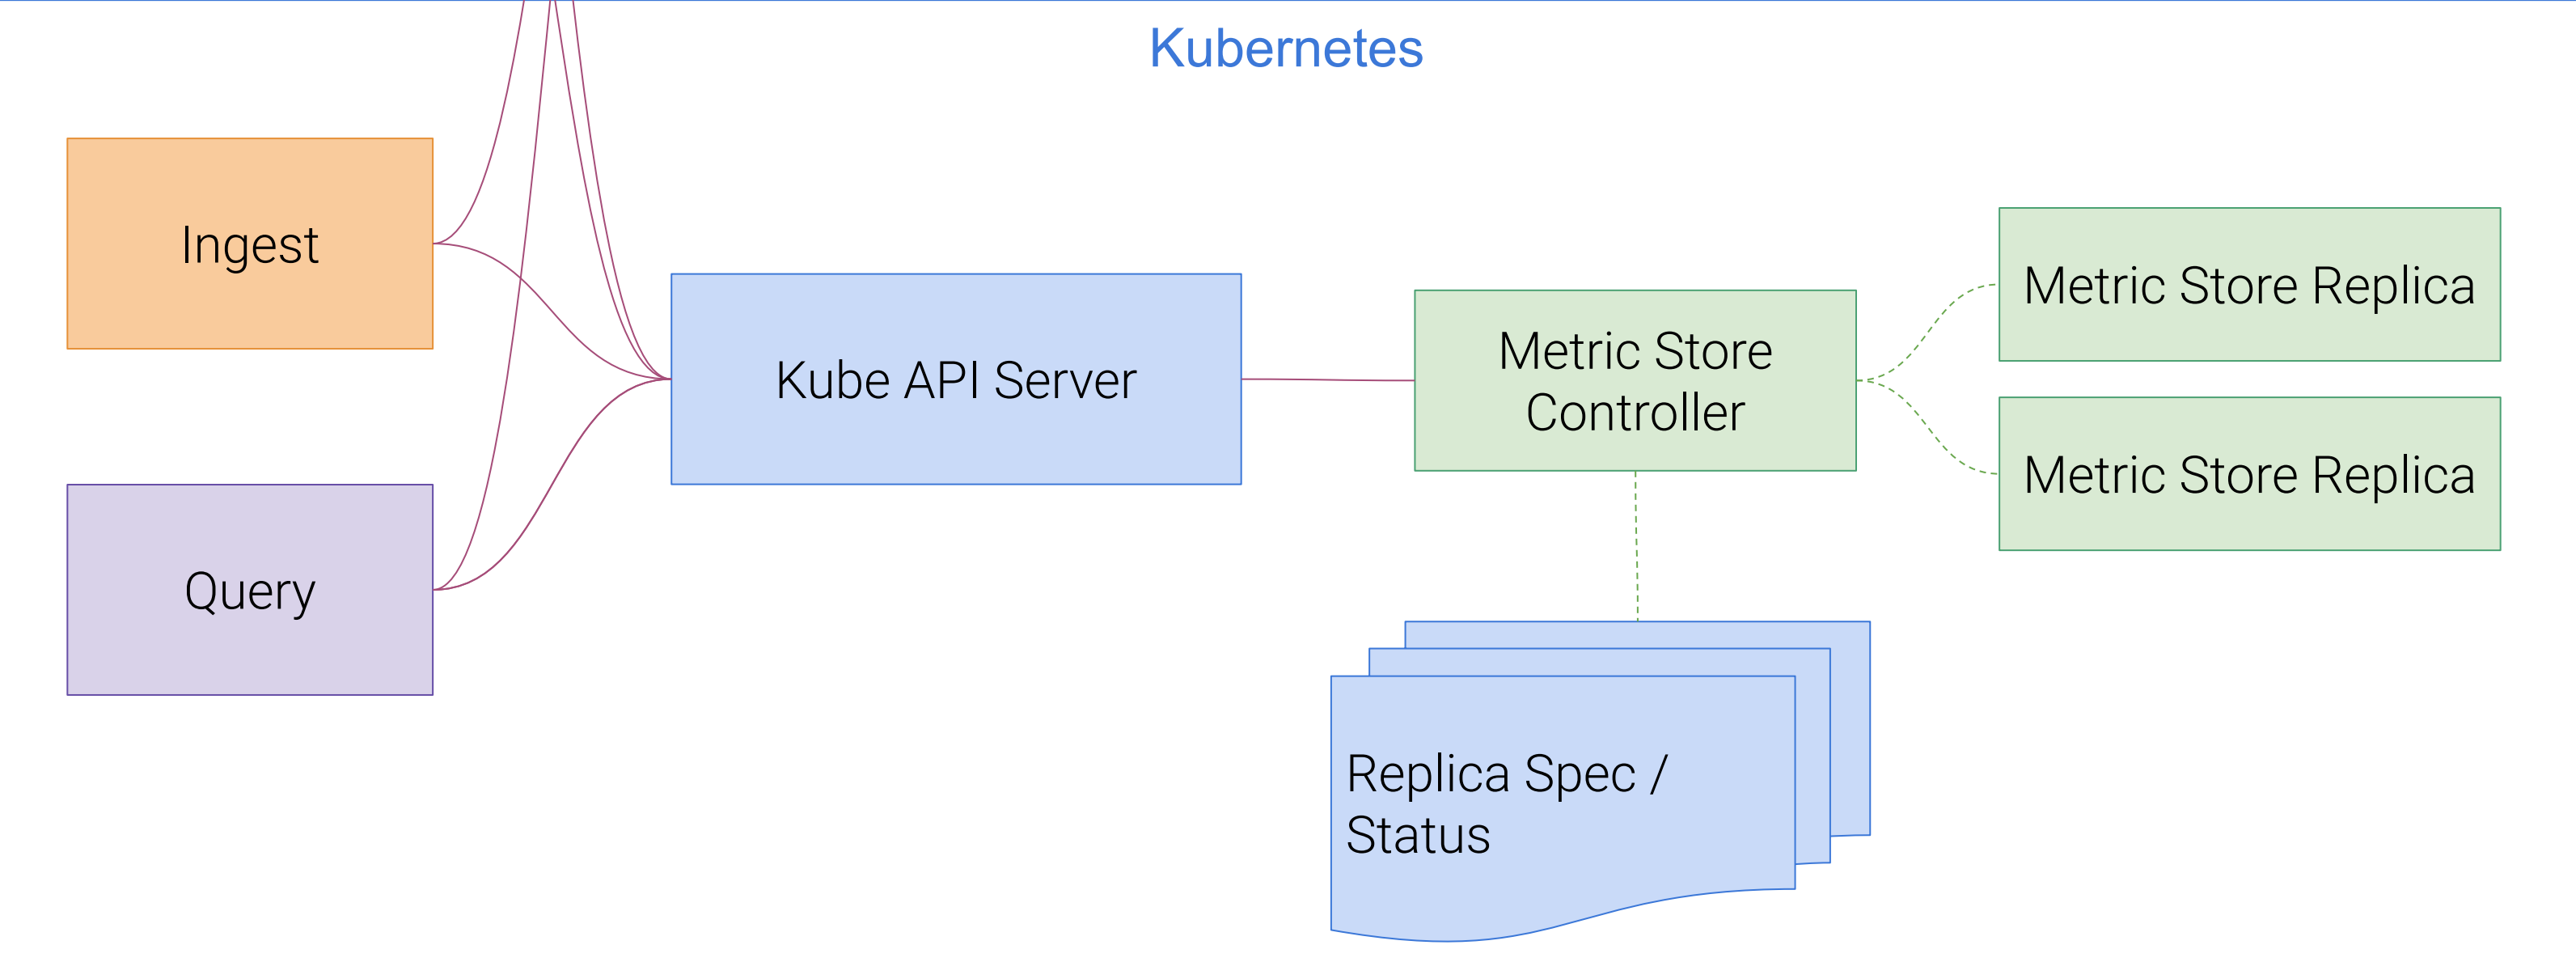 Kubernetes
Ingest
Kube API Server
Metric Store
Controller
Metric Store Replica
Metric Store Replica
Query
Replica Spec /
Status